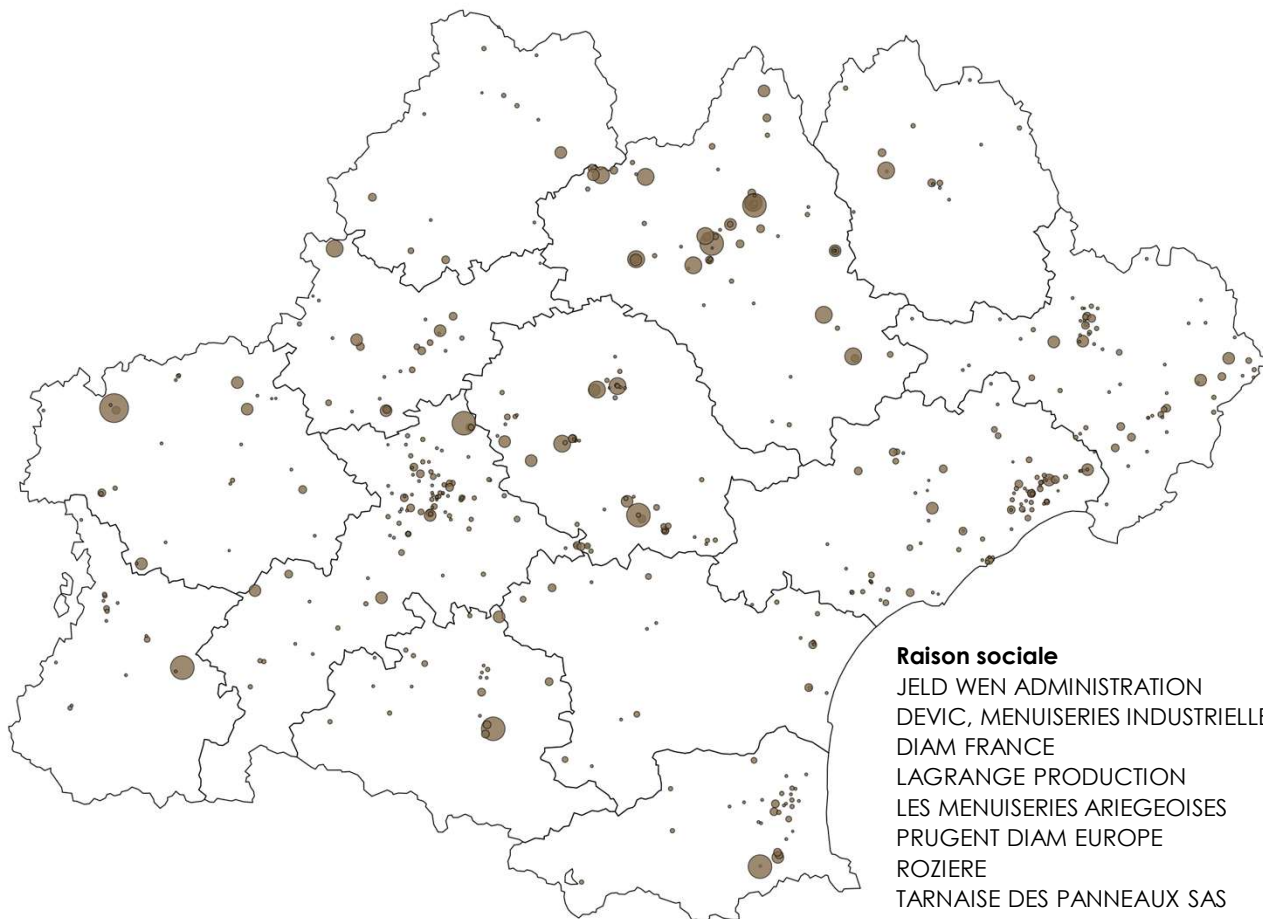 Raison sociale
JELD WEN ADMINISTRATION
DEVIC, MENUISERIES INDUSTRIELLE
DIAM FRANCE
LAGRANGE PRODUCTION
LES MENUISERIES ARIEGEOISES
PRUGENT DIAM EUROPE
ROZIERE
TARNAISE DES PANNEAUX SAS